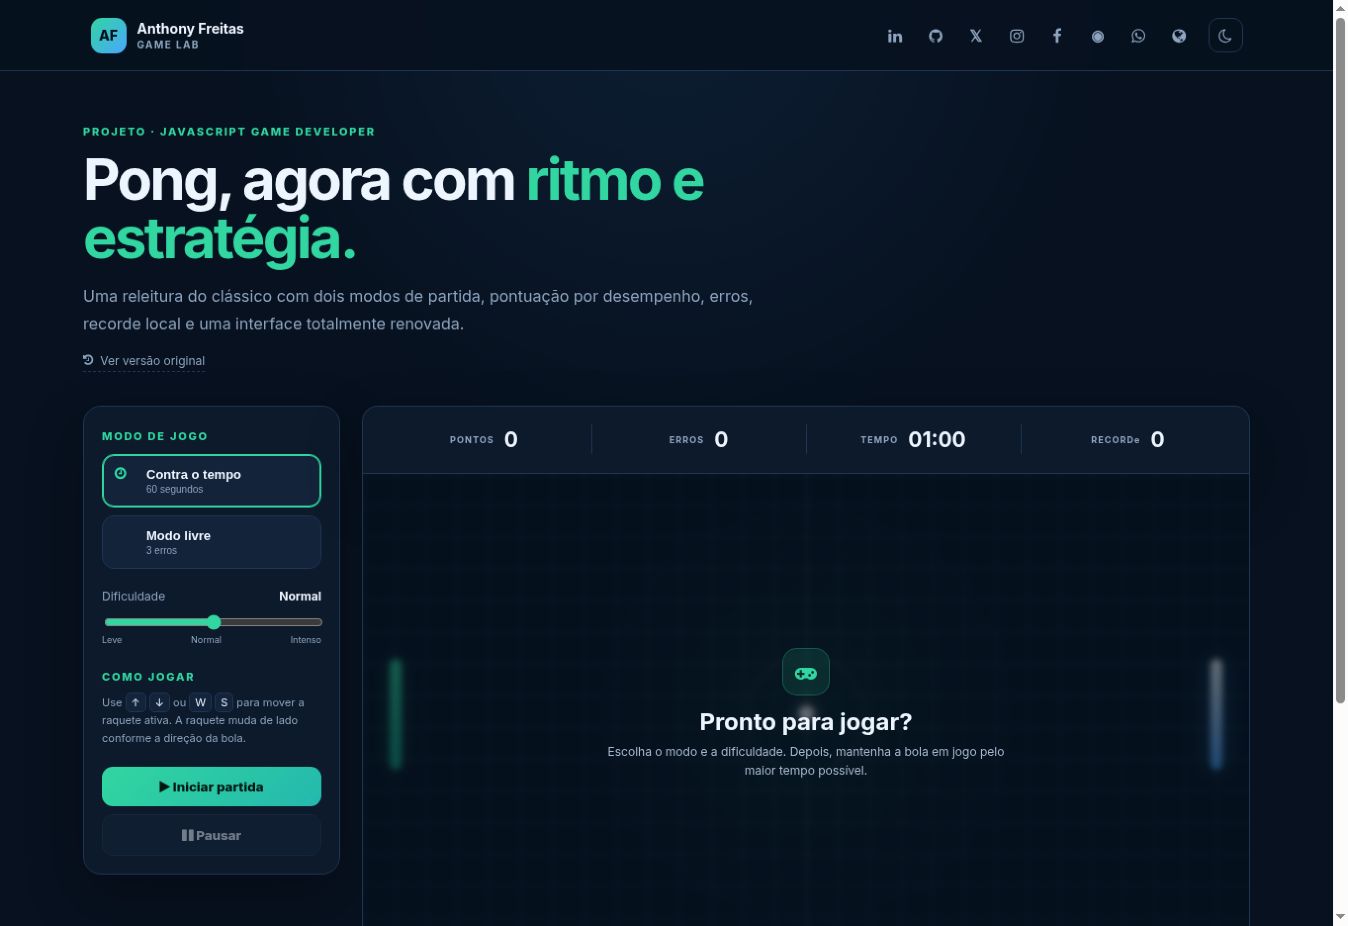 AF
Anthony Freitas
GAME LAB
PROJETO · JAVASCRIPT GAME DEVELOPER
Pong, agora com ritmo e
estratégia.
Uma releitura do clássico com dois modos de partida, pontuação por desempenho, erros,
recorde local e uma interface totalmente renovada.
Ver versão original
MODO DE JOGO
Contra o tempo
60 segundos
Modo livre
3 erros
Dificuldade Normal
Leve Normal Intenso
COMO JOGAR
Use ↑ ↓ ou W S para mover a
raquete ativa. A raquete muda de lado
conforme a direção da bola.
Iniciar partida
Pausar
PONTOS 0 ERROS 0 TEMPO 01:00 RECORDe 0
Pronto para jogar?
Escolha o modo e a dificuldade. Depois, mantenha a bola em jogo pelo
maior tempo possível.